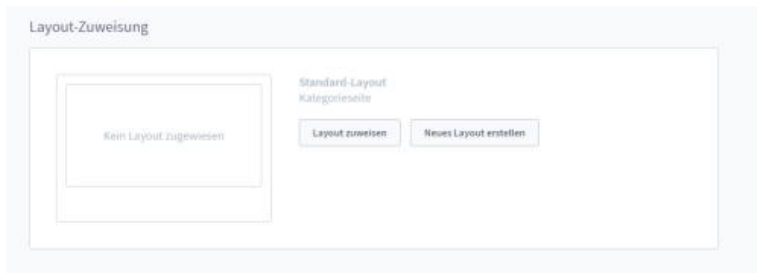 Layout-Zuweisung
Kein Layout zugewiesen
Standard-Layout
Kategorieseite
Layout zuweisen
Neues Layout erstellen